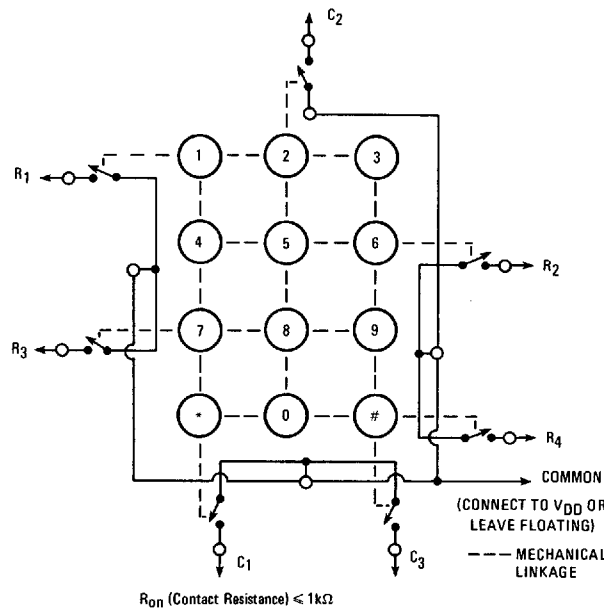 C2
1 2 3
R1
4 5 6
R2
7 8 9
R3
* 0 #
R4
COMMON
(CONNECT TO VDD OR
LEAVE FLOATING)
C1 C3
--- MECHANICAL
LINKAGE
Ron (Contact Resistance) ⩽ 1kΩ